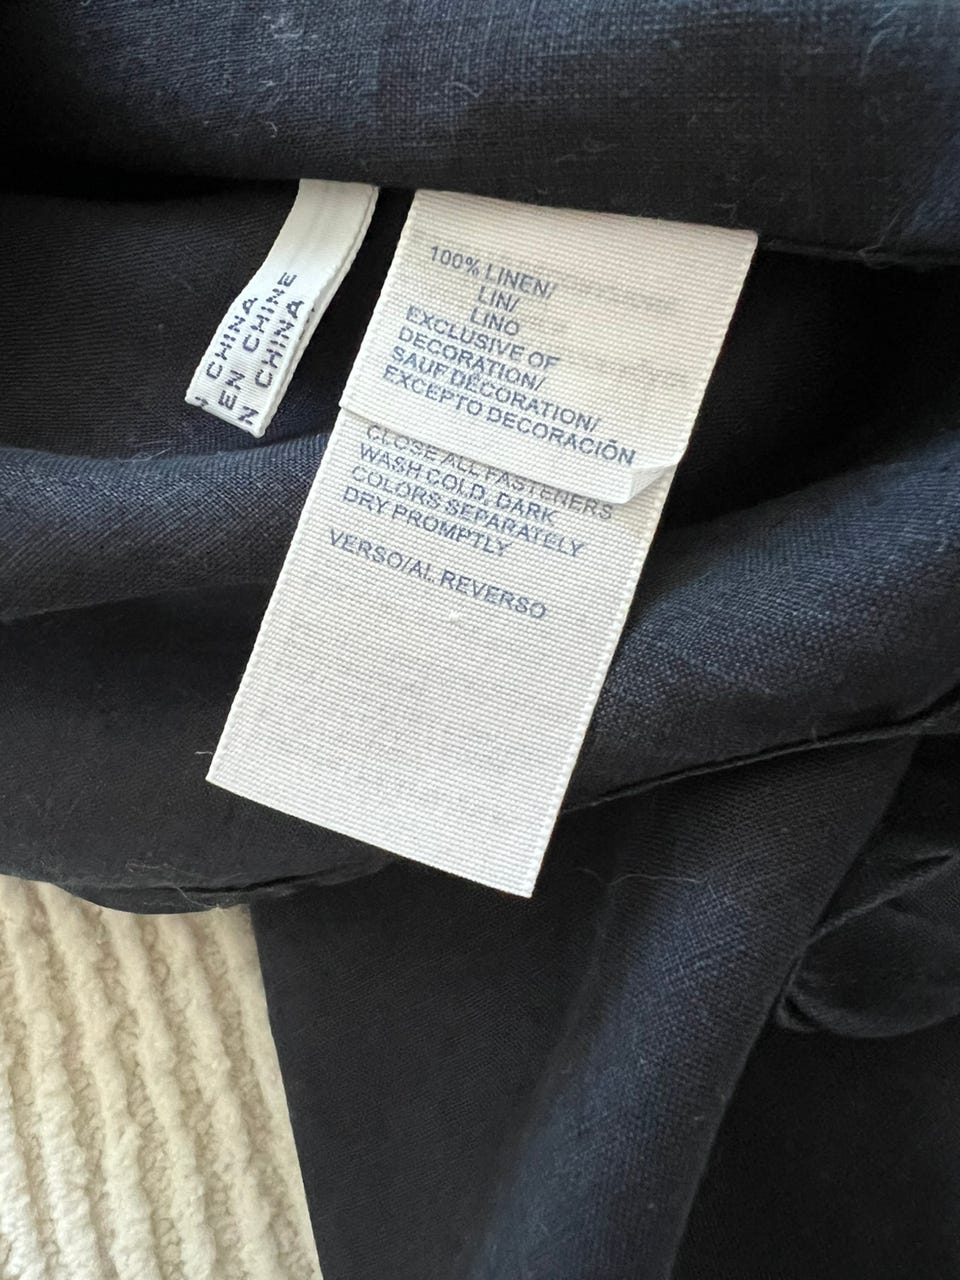 CHINA
EN CHINE
N CHINA
100% LINEN/
LIN/
LINO
EXCLUSIVE OF
DECORATION/
SAUF DÉCORATION/
EXCEPTO DECORACIÓN
CLOSE ALL FASTENERS
WASH COLD, DARK
COLORS SEPARATELY
DRY PROMPTLY
VERSO/AL REVERSO